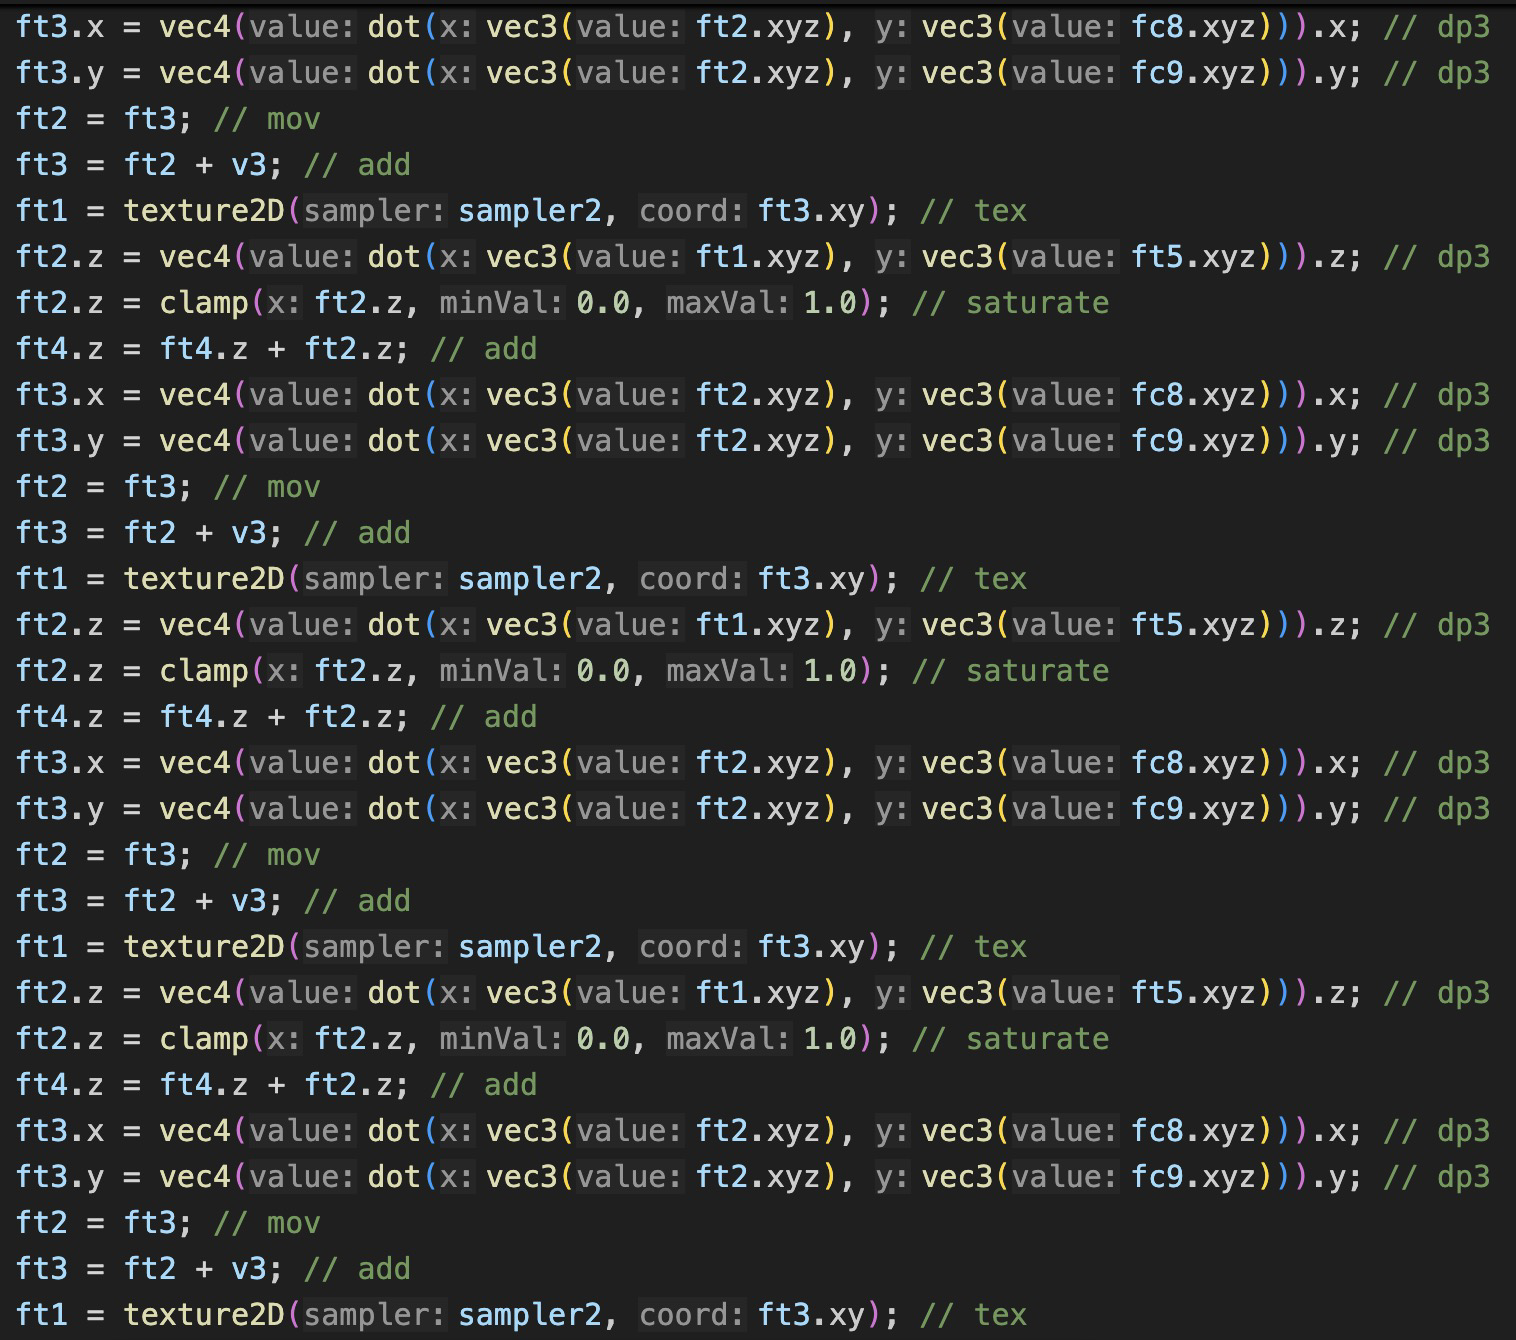 ft3.x = vec4(value: dot(x: vec3(value: ft2.xyz), y: vec3(value: fc8.xyz))).x; // dp3
ft3.y = vec4(value: dot(x: vec3(value: ft2.xyz), y: vec3(value: fc9.xyz))).y; // dp3
ft2 = ft3; // mov
ft3 = ft2 + v3; // add
ft1 = texture2D(sampler: sampler2, coord: ft3.xy); // tex
ft2.z = vec4(value: dot(x: vec3(value: ft1.xyz), y: vec3(value: ft5.xyz))).z; // dp3
ft2.z = clamp(x: ft2.z, minVal: 0.0, maxVal: 1.0); // saturate
ft4.z = ft4.z + ft2.z; // add
ft3.x = vec4(value: dot(x: vec3(value: ft2.xyz), y: vec3(value: fc8.xyz))).x; // dp3
ft3.y = vec4(value: dot(x: vec3(value: ft2.xyz), y: vec3(value: fc9.xyz))).y; // dp3
ft2 = ft3; // mov
ft3 = ft2 + v3; // add
ft1 = texture2D(sampler: sampler2, coord: ft3.xy); // tex
ft2.z = vec4(value: dot(x: vec3(value: ft1.xyz), y: vec3(value: ft5.xyz))).z; // dp3
ft2.z = clamp(x: ft2.z, minVal: 0.0, maxVal: 1.0); // saturate
ft4.z = ft4.z + ft2.z; // add
ft3.x = vec4(value: dot(x: vec3(value: ft2.xyz), y: vec3(value: fc8.xyz))).x; // dp3
ft3.y = vec4(value: dot(x: vec3(value: ft2.xyz), y: vec3(value: fc9.xyz))).y; // dp3
ft2 = ft3; // mov
ft3 = ft2 + v3; // add
ft1 = texture2D(sampler: sampler2, coord: ft3.xy); // tex
ft2.z = vec4(value: dot(x: vec3(value: ft1.xyz), y: vec3(value: ft5.xyz))).z; // dp3
ft2.z = clamp(x: ft2.z, minVal: 0.0, maxVal: 1.0); // saturate
ft4.z = ft4.z + ft2.z; // add
ft3.x = vec4(value: dot(x: vec3(value: ft2.xyz), y: vec3(value: fc8.xyz))).x; // dp3
ft3.y = vec4(value: dot(x: vec3(value: ft2.xyz), y: vec3(value: fc9.xyz))).y; // dp3
ft2 = ft3; // mov
ft3 = ft2 + v3; // add
ft1 = texture2D(sampler: sampler2, coord: ft3.xy); // tex